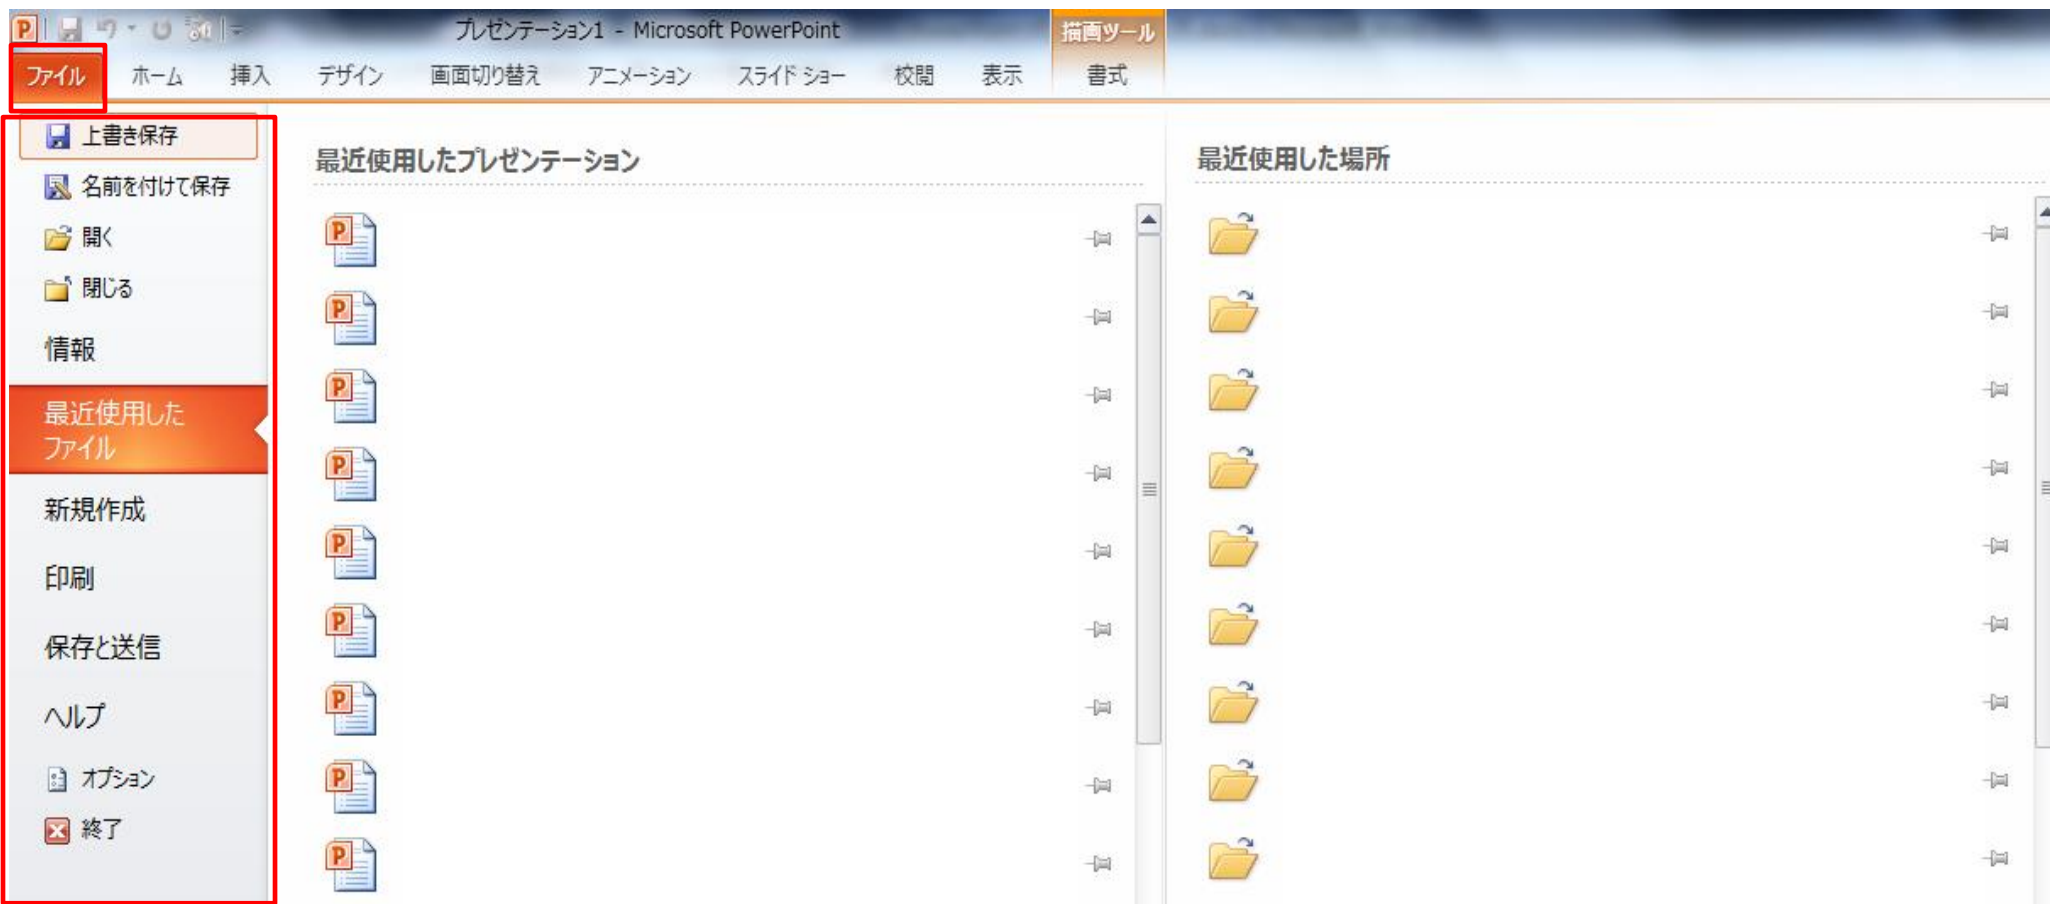 プレゼンテーション1 - Microsoft PowerPoint
描画ツール
ファイル ホーム 挿入 デザイン 画面切り替え アニメーション スライド ショー 校閲 表示 書式
上書き保存
名前を付けて保存
開く
閉じる
情報
最近使用した
ファイル
新規作成
印刷
保存と送信
ヘルプ
オプション
終了
最近使用したプレゼンテーション
最近使用した場所